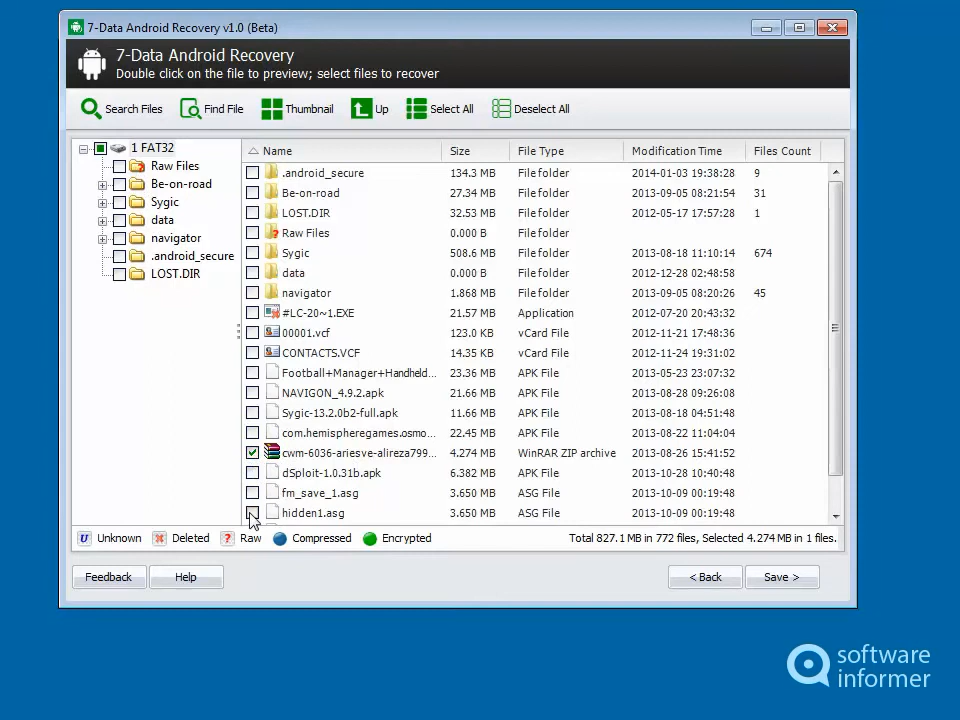 7-Data Android Recovery v1.0 (Beta)
7-Data Android Recovery
Double click on the file to preview; select files to recover
Search Files Find File Thumbnail Up Select All Deselect All
1 FAT32
Raw Files
Be-on-road
Sygic
data
navigator
.android_secure
LOST.DIR
Name Size File Type Modification Time Files Count
.android_secure 134.3 MB File folder 2014-01-03 19:38:28 9
Be-on-road 27.34 MB File folder 2013-09-05 08:21:54 31
LOST.DIR 32.53 MB File folder 2012-05-17 17:57:28 1
Raw Files 0.000 B File folder
Sygic 508.6 MB File folder 2013-08-18 11:10:14 674
data 0.000 B File folder 2012-12-28 02:48:58
navigator 1.868 MB File folder 2013-09-05 08:20:26 45
#LC-20~1.EXE 21.57 MB Application 2012-07-20 20:43:32
00001.vcf 123.0 KB vCard File 2012-11-21 17:48:36
CONTACTS.VCF 14.35 KB vCard File 2012-11-24 19:31:02
Football+Manager+Handheld... 23.36 MB APK File 2013-05-23 23:07:32
NAVIGON_4.9.2.apk 21.66 MB APK File 2013-08-28 09:26:08
Sygic-13.2.0b2-full.apk 11.66 MB APK File 2013-08-18 04:51:48
com.hemispheregames.osmo... 22.45 MB APK File 2013-08-22 11:04:04
cwm-6036-ariesve-alireza799... 4.274 MB WinRAR ZIP archive 2013-08-26 15:41:52
dSploit-1.0.31b.apk 6.382 MB APK File 2013-10-28 10:40:48
fm_save_1.asg 3.650 MB ASG File 2013-10-09 00:19:48
hidden1.asg 3.650 MB ASG File 2013-10-09 00:19:48
U Unknown Deleted ? Raw Compressed Encrypted Total 827.1 MB in 772 files, Selected 4.274 MB in 1 files.
Feedback Help < Back Save >
software
informer